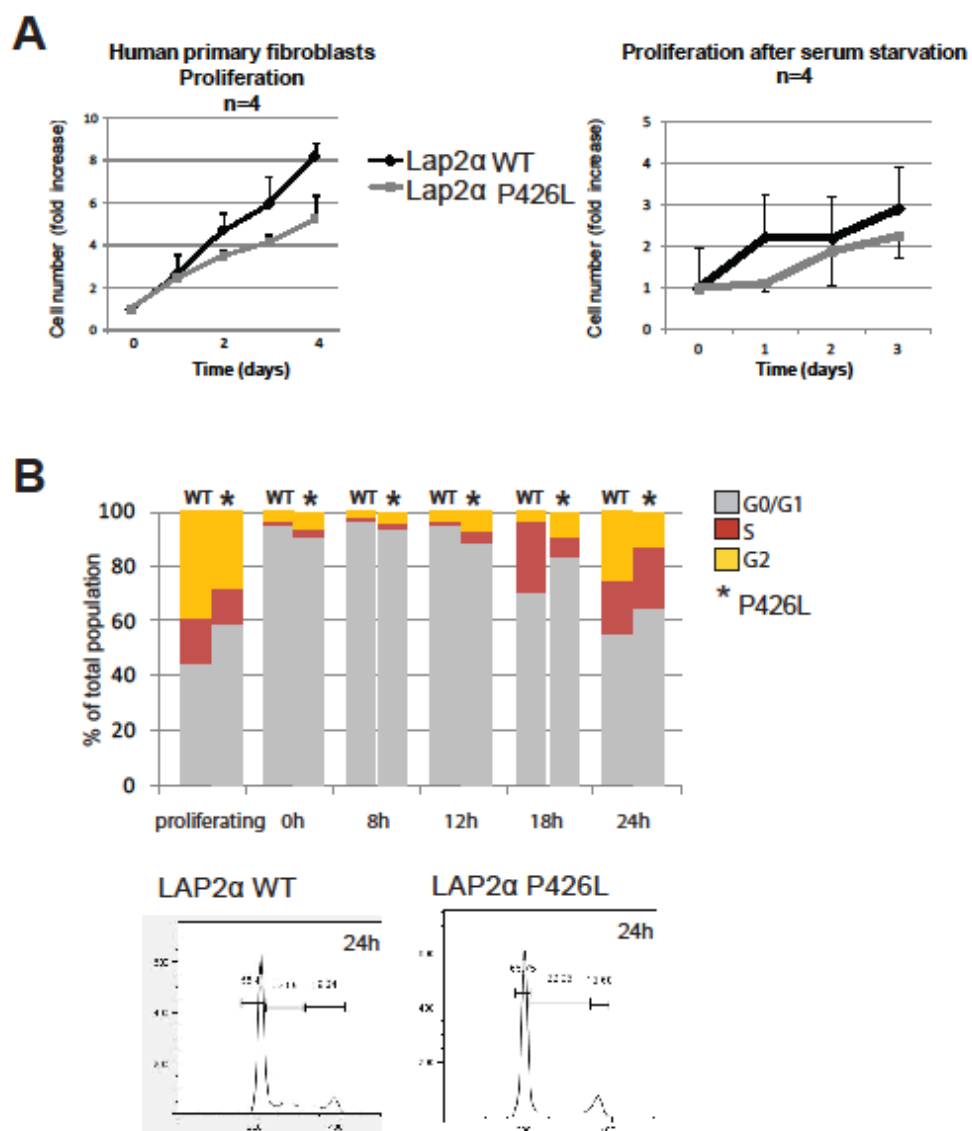 A
Human primary fibroblasts
Proliferation
n=4
Cell number (fold increase)
10
8
6
4
2
0
0 2 4
Time (days)
Lap2α WT
Lap2α P426L
Proliferation after serum starvation
n=4
Cell number (fold increase)
5
4
3
2
1
0
0 1 2 3
Time (days)
B
WT * WT * WT * WT * WT * WT *
% of total population
100
80
60
40
20
0
proliferating 0h 8h 12h 18h 24h
G0/G1
S
G2
* P426L
LAP2α WT
24h
LAP2α P426L
24h
400